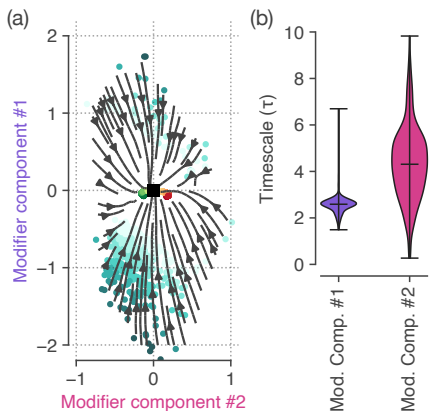 (a)
2
1
0
−1
−2
Modifier component #1
−1
0
1
Modifier component #2
(b)
10
8
6
4
2
0
Timescale (τ)
Mod. Comp. #1
Mod. Comp. #2